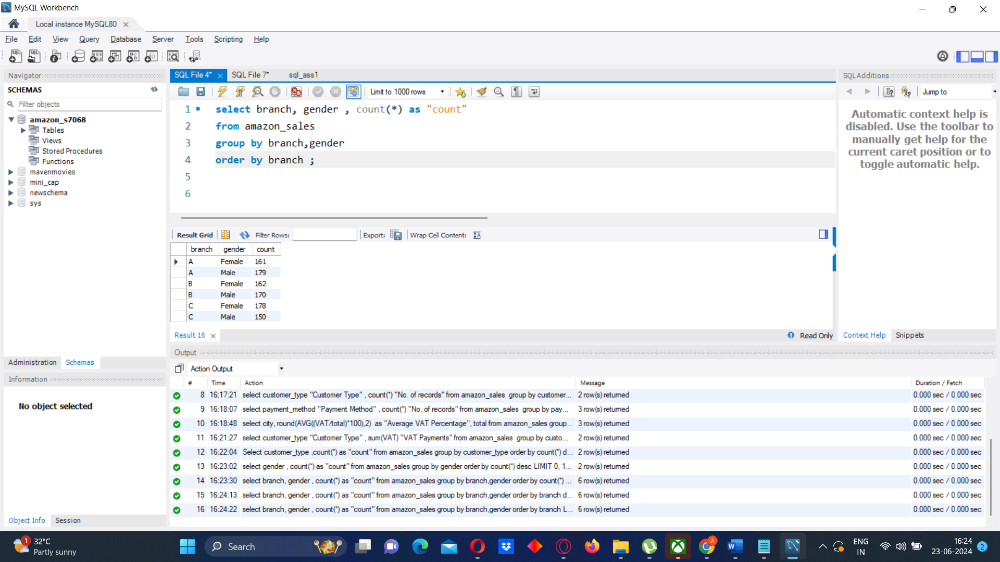 MySQL Workbench
Local instance MySQL80
File Edit View Query Database Server Tools Scripting Help
Navigator
SCHEMAS
Filter objects
amazon_s7068
Tables
Views
Stored Procedures
Functions
mavenmovies
mini_cap
newschema
sys
Administration Schemas
Information
No object selected
Object Info Session
SQL File 4* SQL File 7* sql_ass1
Limit to 1000 rows
1 select branch, gender , count(*) as "count"
2 from amazon_sales
3 group by branch,gender
4 order by branch ;
5
6
Result Grid Filter Rows: Export: Wrap Cell Content:
branch gender count
A Female 161
A Male 179
B Female 162
B Male 170
C Female 178
C Male 150
Result 16 Read Only
SQLAdditions
Jump to
Automatic context help is
disabled. Use the toolbar to
manually get help for the
current caret position or to
toggle automatic help.
Context Help Snippets
Output
Action Output
# Time Action Message Duration / Fetch
8 16:17:21 select customer_type "Customer Type" , count(*) "No. of records" from amazon_sales group by customer... 2 row(s) returned 0.000 sec / 0.000 sec
9 16:18:07 select payment_method "Payment Method" , count(*) "No. of records" from amazon_sales group by pay... 3 row(s) returned 0.000 sec / 0.000 sec
10 16:18:48 select city, round(AVG((VAT/total)*100),2) as "Average VAT Percentage", total from amazon_sales group... 3 row(s) returned 0.000 sec / 0.000 sec
11 16:21:27 select customer_type "Customer Type" , sum(VAT) "VAT Payments" from amazon_sales group by custo... 2 row(s) returned 0.000 sec / 0.000 sec
12 16:22:04 Select customer_type ,count(*) as "count" from amazon_sales group by customer_type order by count(*) d... 2 row(s) returned 0.000 sec / 0.000 sec
13 16:23:02 select gender , count(*) as "count" from amazon_sales group by gender order by count(*) desc LIMIT 0, 1... 2 row(s) returned 0.000 sec / 0.000 sec
14 16:23:30 select branch, gender , count(*) as "count" from amazon_sales group by branch,gender order by count(*) ... 6 row(s) returned 0.000 sec / 0.000 sec
15 16:24:13 select branch, gender , count(*) as "count" from amazon_sales group by branch,gender order by branch d... 6 row(s) returned 0.000 sec / 0.000 sec
16 16:24:22 select branch, gender , count(*) as "count" from amazon_sales group by branch,gender order by branch L... 6 row(s) returned 0.000 sec / 0.000 sec
1 32°C
Partly sunny
Search
ENG
IN
16:24
23-06-2024
2